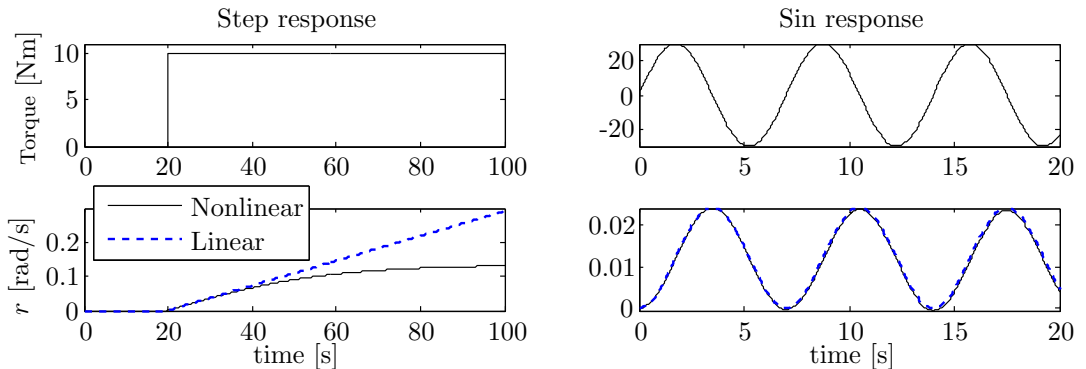 Step response
Sin response
Torque [Nm]
10
5
0
0 20 40 60 80 100
20
0
-20
0 5 10 15 20
Nonlinear
Linear
r [rad/s]
0.2
0.1
0
0 20 40 60 80 100
time [s]
0.02
0.01
0
0 5 10 15 20
time [s]